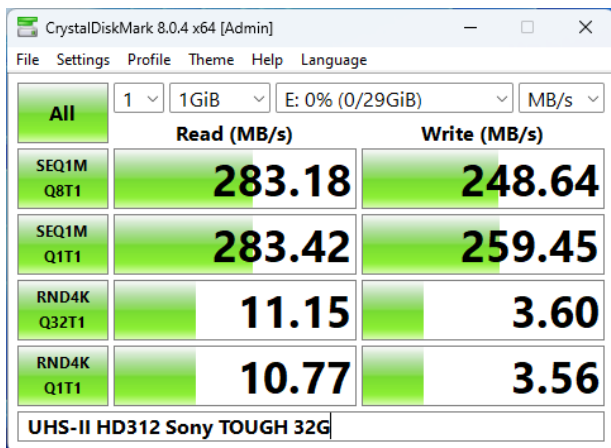 CrystalDiskMark 8.0.4 x64 [Admin]
File Settings Profile Theme Help Language
All 1 1GiB E: 0% (0/29GiB) MB/s
Read (MB/s) Write (MB/s)
SEQ1M
Q8T1 283.18 248.64
SEQ1M
Q1T1 283.42 259.45
RND4K
Q32T1 11.15 3.60
RND4K
Q1T1 10.77 3.56
UHS-II HD312 Sony TOUGH 32G